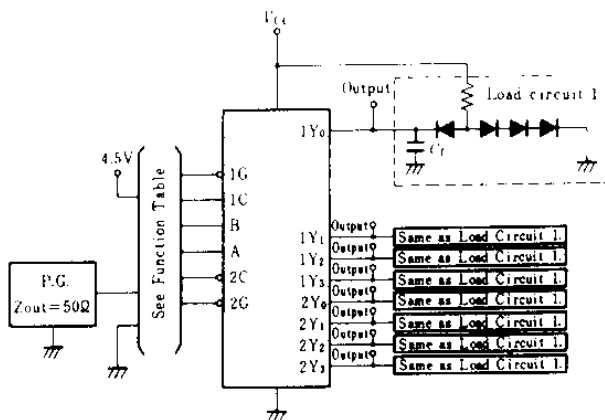 Vcc
Output
Load circuit 1
1Y₀
CL
4.5V
See Function Table
1G
1C
B
A
2C
2G
P.G.
Zout=50Ω
Output
1Y₁
Same as Load Circuit 1.
Output
1Y₂
Same as Load Circuit 1.
Output
1Y₃
Same as Load Circuit 1.
Output
2Y₀
Same as Load Circuit 1.
Output
2Y₁
Same as Load Circuit 1.
Output
2Y₂
Same as Load Circuit 1.
Output
2Y₃
Same as Load Circuit 1.